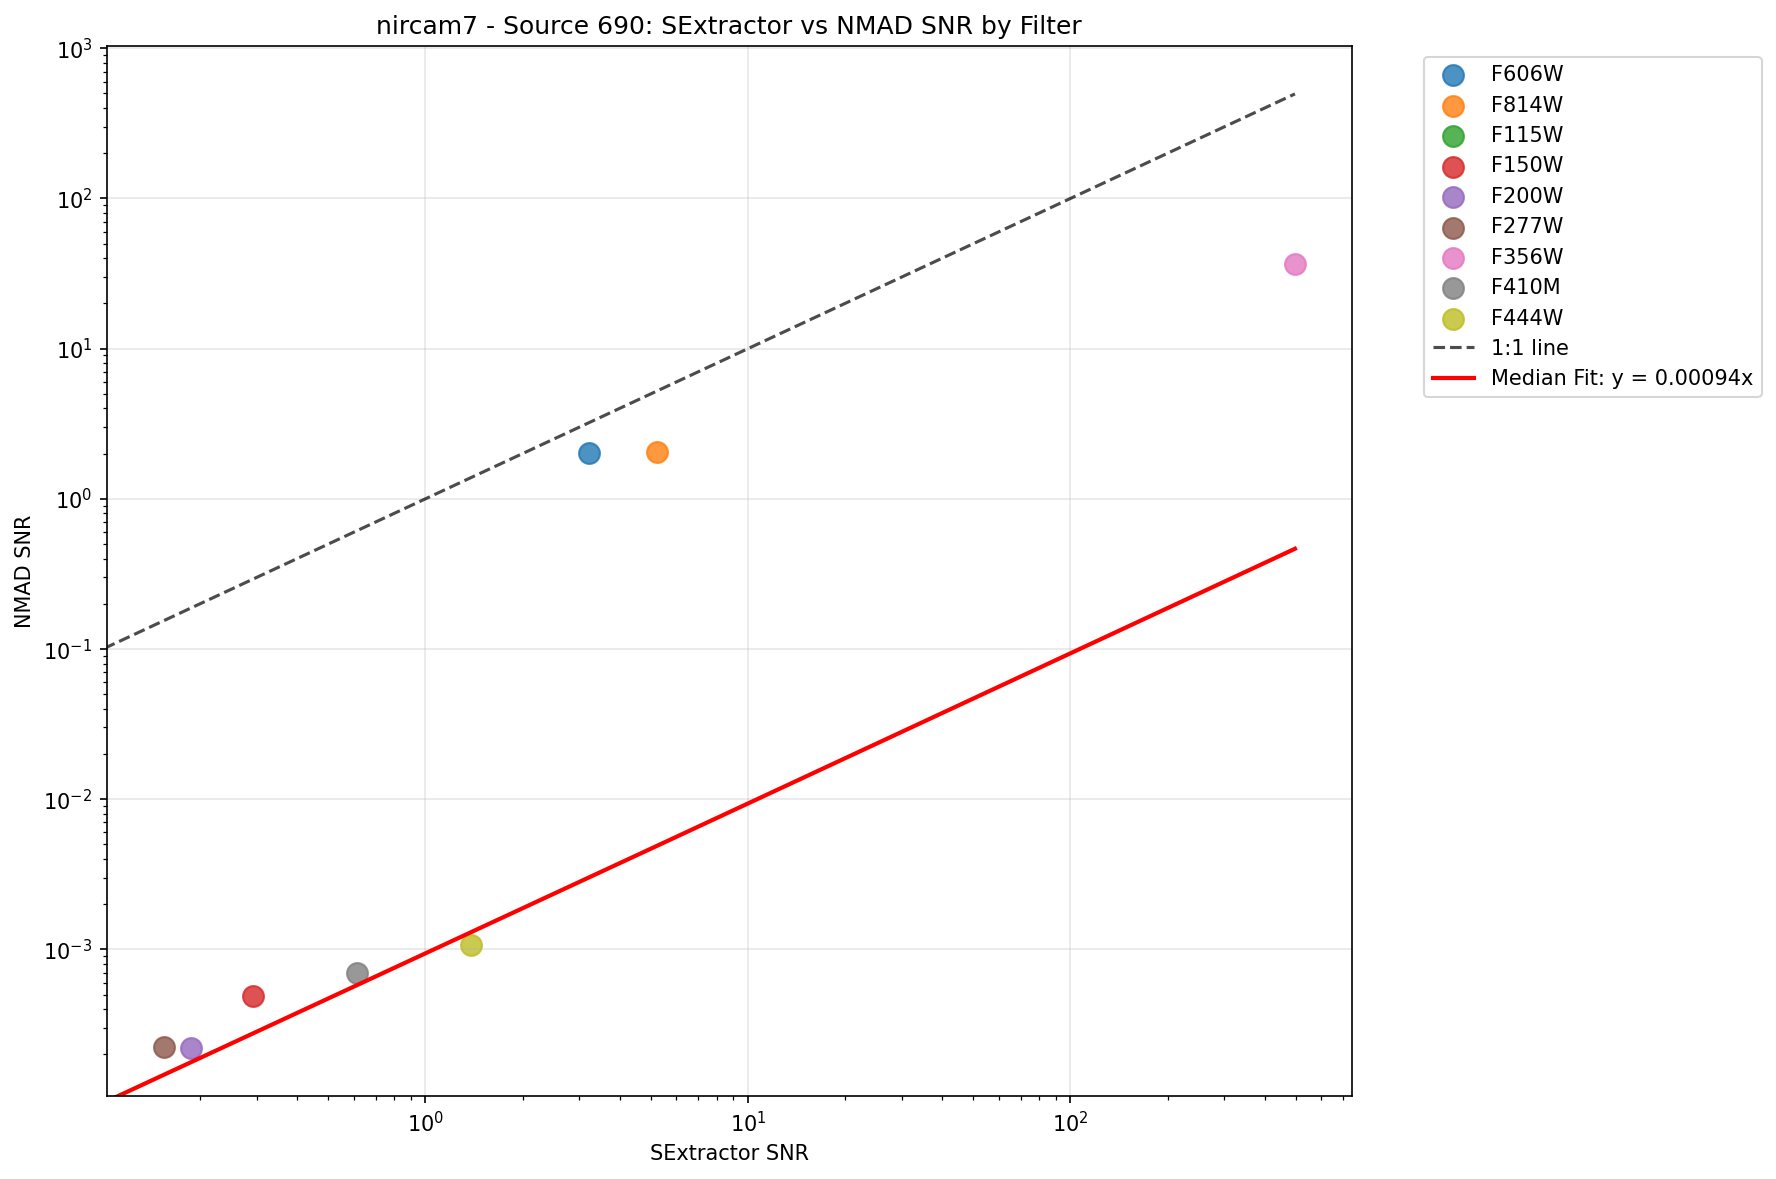 nircam7 - Source 690: SExtractor vs NMAD SNR by Filter
10³
10²
10¹
10⁰
10⁻¹
10⁻²
10⁻³
NMAD SNR
10⁰ 10¹ 10²
SExtractor SNR
F606W
F814W
F115W
F150W
F200W
F277W
F356W
F410M
F444W
1:1 line
Median Fit: y = 0.00094x